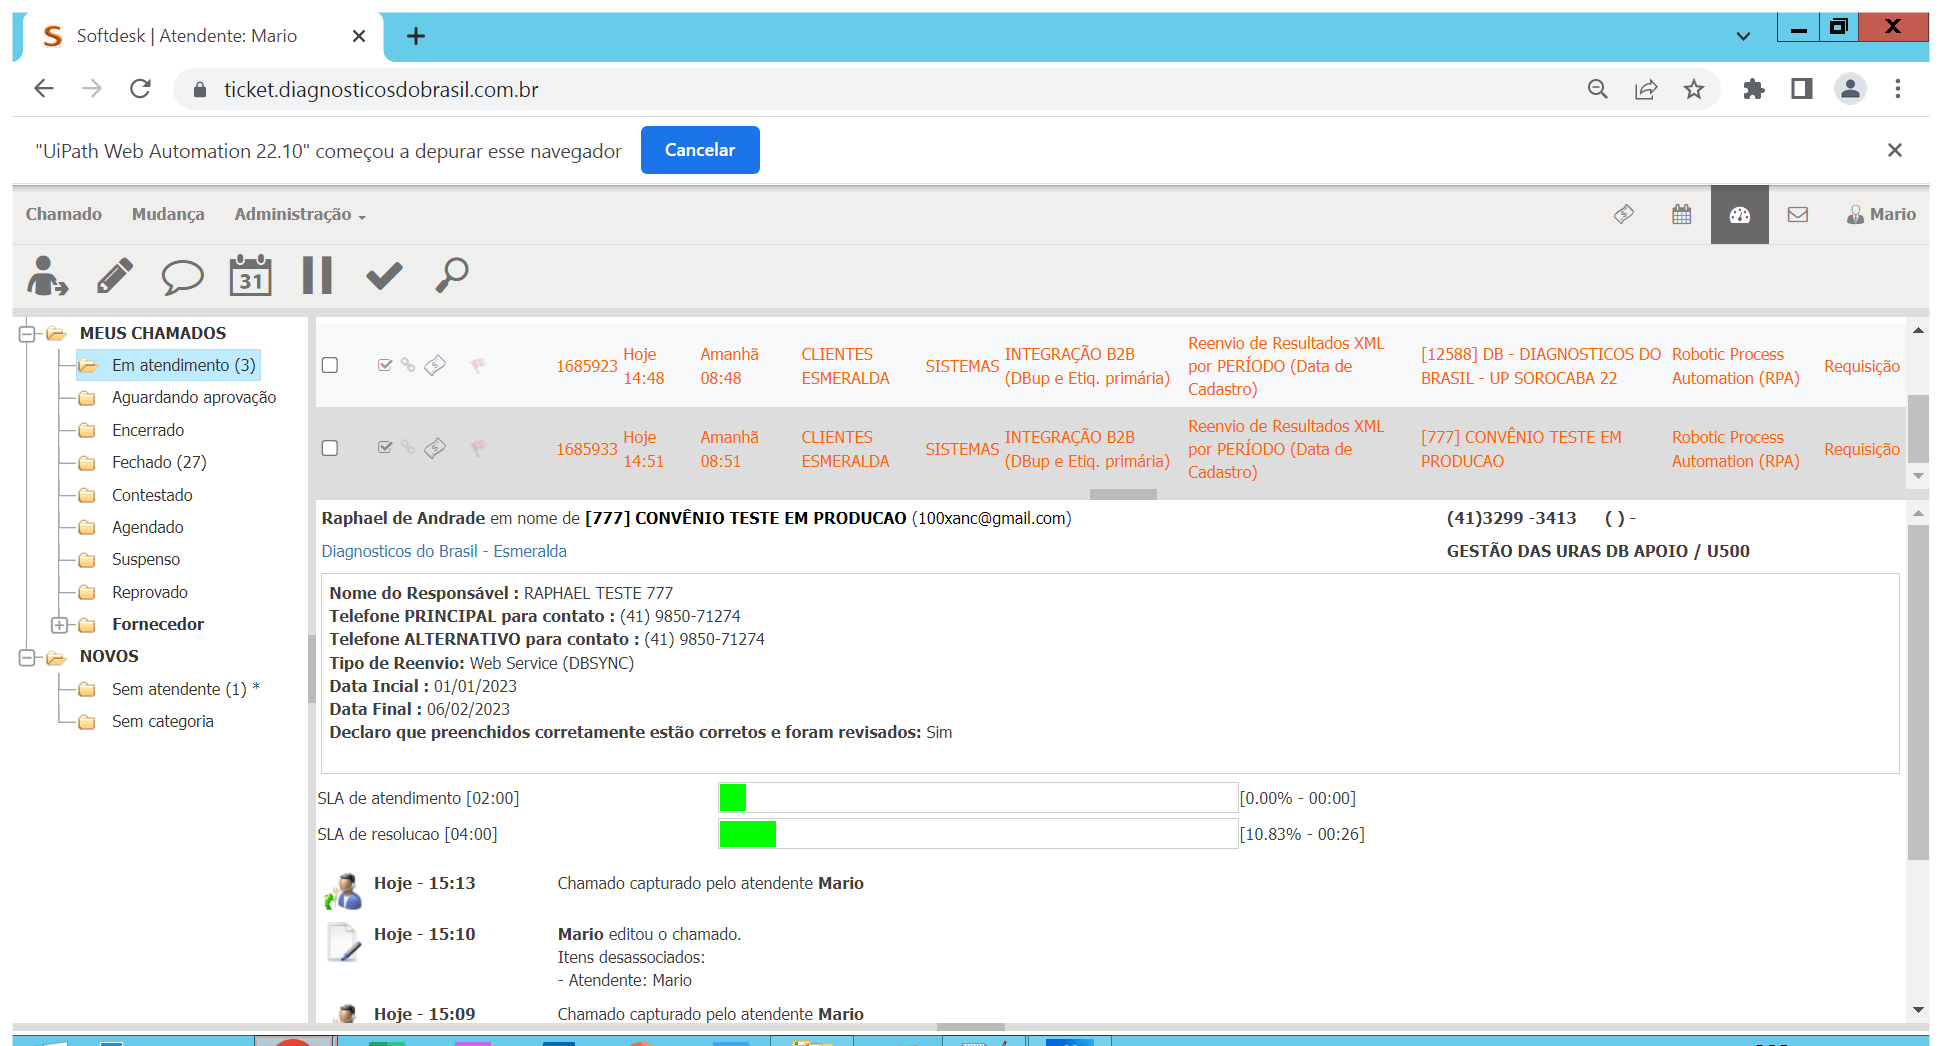 Softdesk | Atendente: Mario
ticket.diagnosticosdobrasil.com.br
"UiPath Web Automation 22.10" começou a depurar esse navegador
Cancelar
Chamado Mudança Administração
Mario
31
MEUS CHAMADOS
Em atendimento (3)
Aguardando aprovação
Encerrado
Fechado (27)
Contestado
Agendado
Suspenso
Reprovado
Fornecedor
NOVOS
Sem atendente (1) *
Sem categoria
1685923
Hoje
14:48
Amanhã
08:48
CLIENTES
ESMERALDA
SISTEMAS
INTEGRAÇÃO B2B
(DBup e Etiq. primária)
Reenvio de Resultados XML
por PERÍODO (Data de
Cadastro)
[12588] DB - DIAGNOSTICOS DO
BRASIL - UP SOROCABA 22
Robotic Process
Automation (RPA)
Requisição
1685933
Hoje
14:51
Amanhã
08:51
CLIENTES
ESMERALDA
SISTEMAS
INTEGRAÇÃO B2B
(DBup e Etiq. primária)
Reenvio de Resultados XML
por PERÍODO (Data de
Cadastro)
[777] CONVÊNIO TESTE EM
PRODUCAO
Robotic Process
Automation (RPA)
Requisição
Raphael de Andrade em nome de [777] CONVÊNIO TESTE EM PRODUCAO (100xanc@gmail.com)
(41)3299 -3413 ( ) -
Diagnosticos do Brasil - Esmeralda
GESTÃO DAS URAS DB APOIO / U500
Nome do Responsável : RAPHAEL TESTE 777
Telefone PRINCIPAL para contato : (41) 9850-71274
Telefone ALTERNATIVO para contato : (41) 9850-71274
Tipo de Reenvio: Web Service (DBSYNC)
Data Incial : 01/01/2023
Data Final : 06/02/2023
Declaro que preenchidos corretamente estão corretos e foram revisados: Sim
SLA de atendimento [02:00]
[0.00% - 00:00]
SLA de resolucao [04:00]
[10.83% - 00:26]
Hoje - 15:13
Chamado capturado pelo atendente Mario
Hoje - 15:10
Mario editou o chamado.
Itens desassociados:
- Atendente: Mario
Hoje - 15:09
Chamado capturado pelo atendente Mario